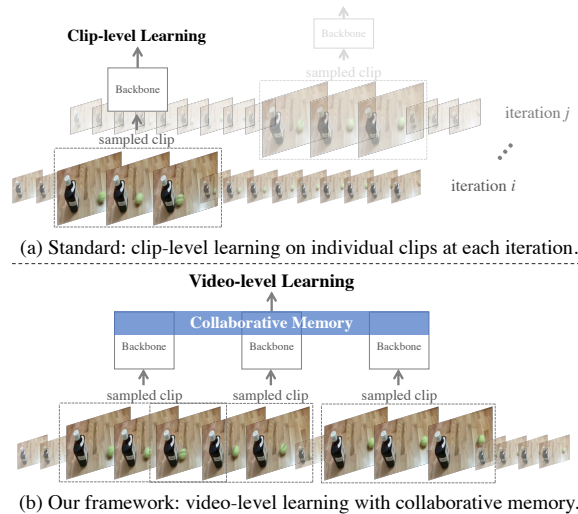 Clip-level Learning
Backbone
Backbone
sampled clip
sampled clip
iteration j
iteration i
(a) Standard: clip-level learning on individual clips at each iteration.
Video-level Learning
Collaborative Memory
Backbone Backbone Backbone
sampled clip sampled clip sampled clip
(b) Our framework: video-level learning with collaborative memory.